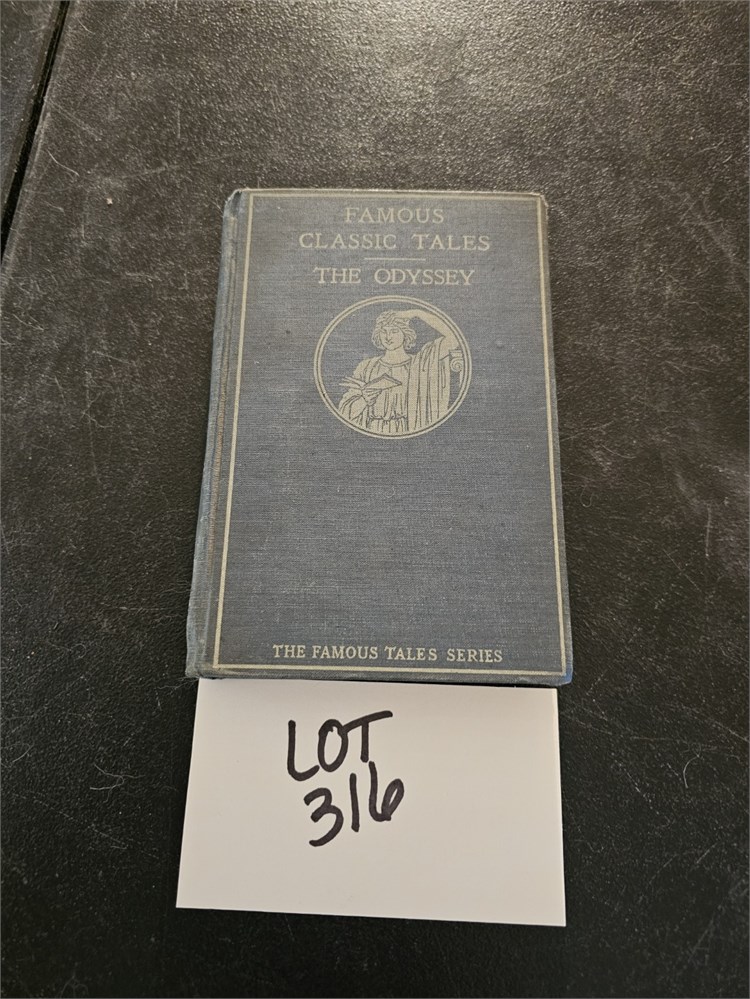 FAMOUS
CLASSIC TALES
THE ODYSSEY
THE FAMOUS TALES SERIES
LOT
316